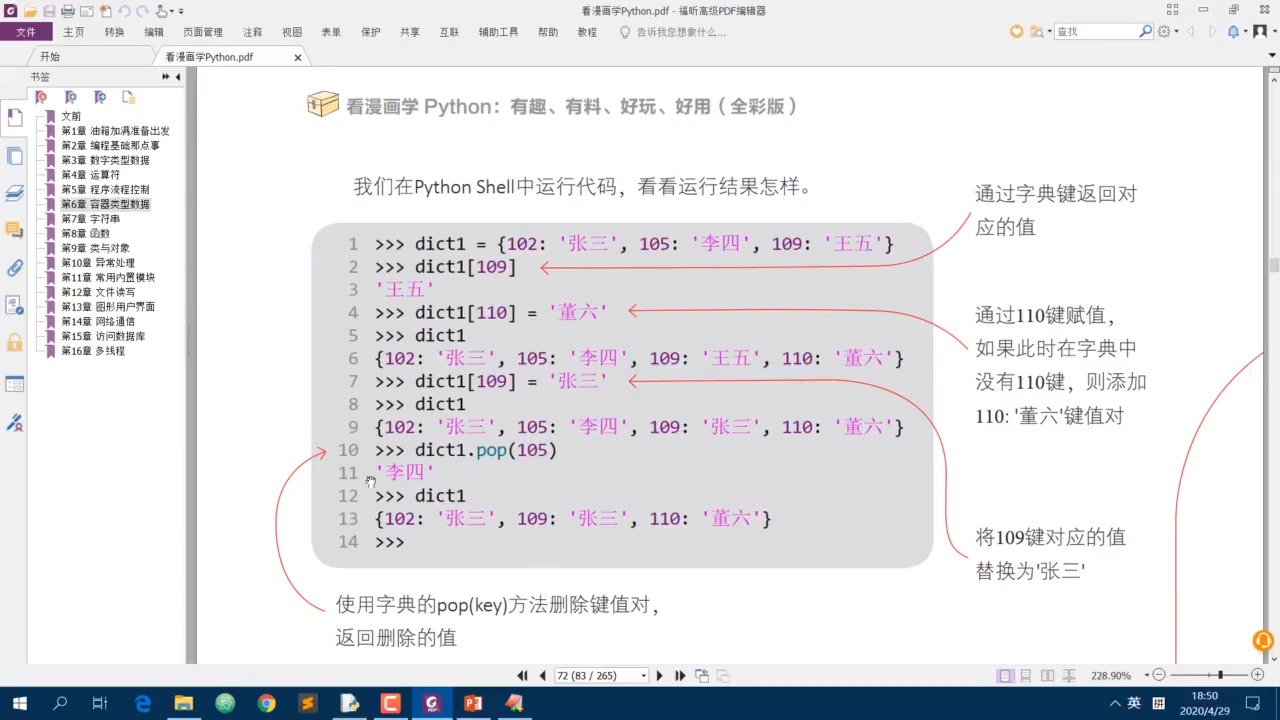 看漫画学Python.pdf - 福昕高级PDF编辑器
文件 主页 转换 编辑 页面管理 注释 视图 表单 保护 共享 互联 辅助工具 帮助 教程 告诉我您想象什么... 查找
开始 看漫画学Python.pdf
书签
文前
第1章 油箱加满准备出发
第2章 编程基础那点事
第3章 数字类型数据
第4章 运算符
第5章 程序流程控制
第6章 容器类型数据
第7章 字符串
第8章 函数
第9章 类与对象
第10章 异常处理
第11章 常用内置模块
第12章 文件读写
第13章 图形用户界面
第14章 网络通信
第15章 访问数据库
第16章 多线程
看漫画学 Python：有趣、有料、好玩、好用（全彩版）
我们在Python Shell中运行代码，看看运行结果怎样。
1 >>> dict1 = {102: '张三', 105: '李四', 109: '王五'}
2 >>> dict1[109]
3 '王五'
4 >>> dict1[110] = '董六'
5 >>> dict1
6 {102: '张三', 105: '李四', 109: '王五', 110: '董六'}
7 >>> dict1[109] = '张三'
8 >>> dict1
9 {102: '张三', 105: '李四', 109: '张三', 110: '董六'}
10 >>> dict1.pop(105)
11 '李四'
12 >>> dict1
13 {102: '张三', 109: '张三', 110: '董六'}
14 >>>
通过字典键返回对
应的值
通过110键赋值，
如果此时在字典中
没有110键，则添加
110: '董六'键值对
将109键对应的值
替换为'张三'
使用字典的pop(key)方法删除键值对，
返回删除的值
72 (83 / 265) 228.90%
英 18:50
2020/4/29